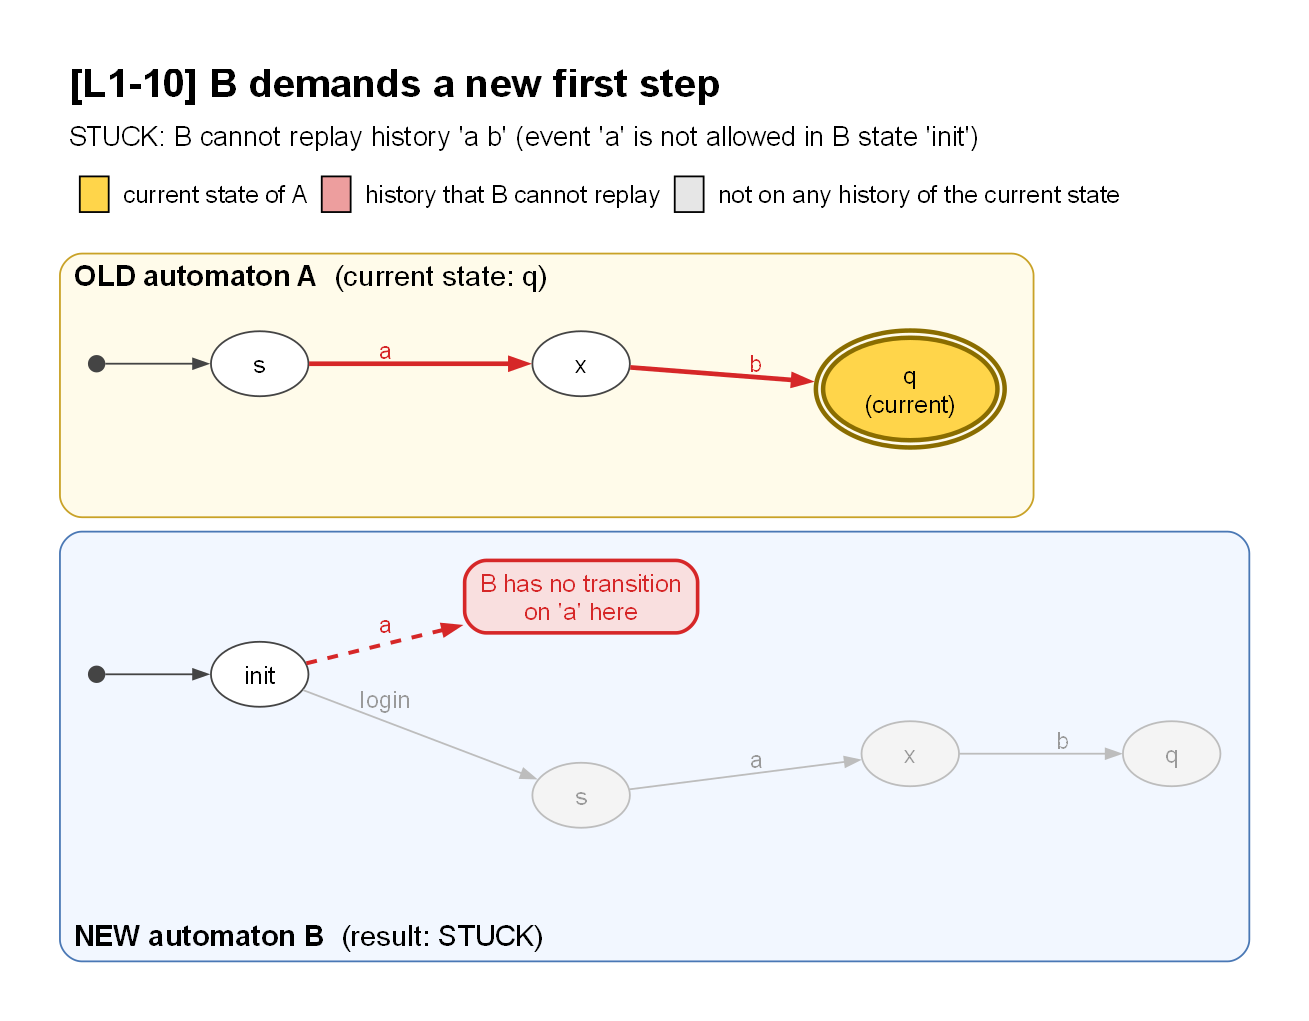 [L1-10] B demands a new first step
STUCK: B cannot replay history 'a b' (event 'a' is not allowed in B state 'init')
current state of A
history that B cannot replay
not on any history of the current state
OLD automaton A (current state: q)
s
a
x
b
q
(current)
B has no transition
on 'a' here
a
init
login
s
a
x
b
q
NEW automaton B (result: STUCK)